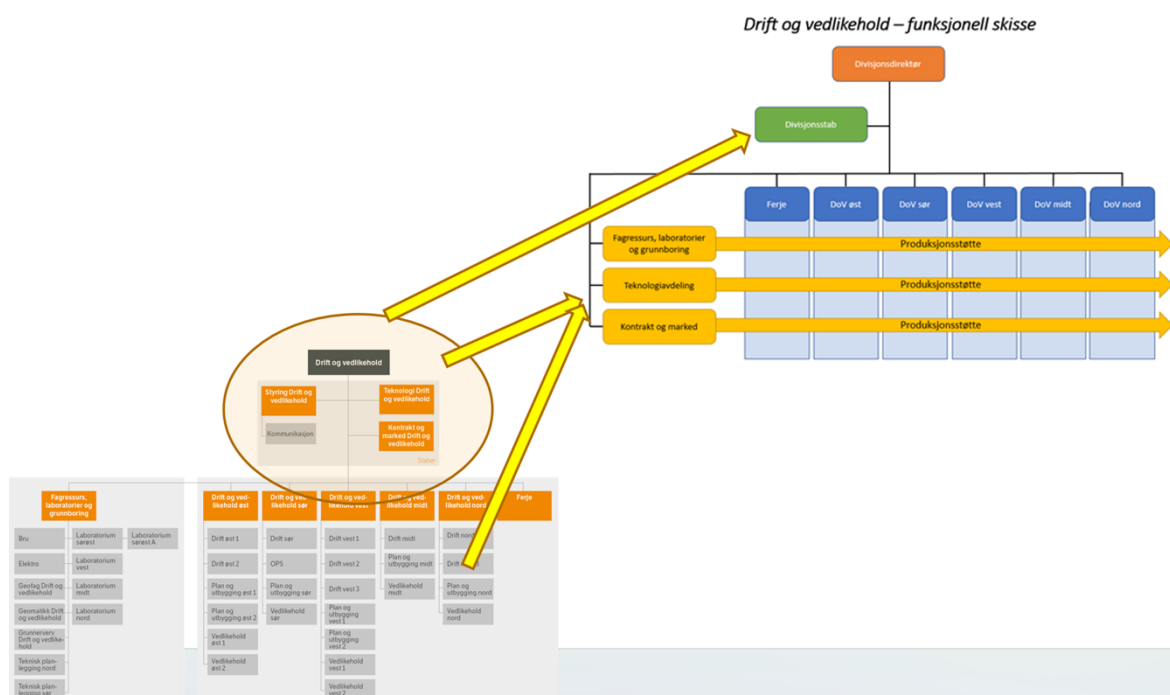 Drift og vedlikehold – funksjonell skisse
Divisjonsdirektør
Divisjonsstab
Ferje
DoV øst
DoV sør
DoV vest
DoV midt
DoV nord
Fagressurs, laboratorier
og grunnboring
Produksjonsstøtte
Teknologiavdeling
Produksjonsstøtte
Kontrakt og marked
Produksjonsstøtte
Drift og vedlikehold
Styring Drift og
vedlikehold
Teknologi Drift
og vedlikehold
Kommunikasjon
Kontrakt og
marked Drift og
vedlikehold
Staber
Fagressurs,
laboratorier og
grunnboring
Bru
Elektro
Geofag Drift og
vedlikehold
Geomatikk Drift
og vedlikehold
Grunnerverv
Drift og vedlike-
hold
Teknisk plan-
legging nord
Teknisk plan-
legging sør
Laboratorium
sørøst
Laboratorium
vest
Laboratorium
midt
Laboratorium
nord
Laboratorium
sørøst A
Drift og ved-
likehold øst
Drift øst 1
Drift øst 2
Plan og
utbygging øst 1
Plan og
utbygging øst 2
Vedlikehold
øst 1
Vedlikehold
øst 2
Drift og ved-
likehold sør
Drift sør
OPS
Plan og
utbygging sør
Vedlikehold
sør
Drift og ved-
likehold vest
Drift vest 1
Drift vest 2
Drift vest 3
Plan og
utbygging
vest 1
Plan og
utbygging
vest 2
Vedlikehold
vest 1
Vedlikehold
vest 2
Drift og ved-
likehold midt
Drift midt
Plan og
utbygging midt
Vedlikehold
midt
Drift og ved-
likehold nord
Drift nord
Drift
Plan og
utbygging nord
Vedlikehold
nord
Ferje